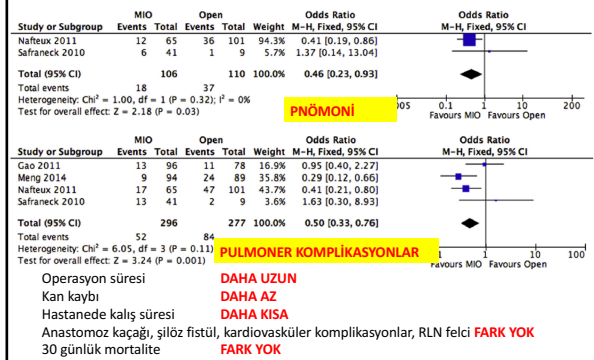 MIO Open Odds Ratio Odds Ratio
Study or Subgroup Events Total Events Total Weight M-H, Fixed, 95% CI M-H, Fixed, 95% CI
Nafteux 2011 12 65 36 101 94.3% 0.41 [0.19, 0.86]
Safraneck 2010 6 41 1 9 5.7% 1.37 [0.14, 13.04]
Total (95% CI) 106 110 100.0% 0.46 [0.23, 0.93]
Total events 18 37
Heterogeneity: Chi² = 1.00, df = 1 (P = 0.32); I² = 0%
Test for overall effect: Z = 2.18 (P = 0.03)
PNÖMONİ
005 0.1 1 10 200
Favours MIO Favours Open
MIO Open Odds Ratio Odds Ratio
Study or Subgroup Events Total Events Total Weight M-H, Fixed, 95% CI M-H, Fixed, 95% CI
Gao 2011 13 96 11 78 16.9% 0.95 [0.40, 2.27]
Meng 2014 9 94 24 89 35.8% 0.29 [0.12, 0.66]
Nafteux 2011 17 65 47 101 43.7% 0.41 [0.21, 0.80]
Safraneck 2010 13 41 2 9 3.6% 1.63 [0.30, 8.93]
Total (95% CI) 296 277 100.0% 0.50 [0.33, 0.76]
Total events 52 84
Heterogeneity: Chi² = 6.05, df = 3 (P = 0.11)
Test for overall effect: Z = 3.24 (P = 0.001)
PULMONER KOMPLİKASYONLAR
1 10 100
Favours MIO Favours Open
Operasyon süresi DAHA UZUN
Kan kaybı DAHA AZ
Hastanede kalış süresi DAHA KISA
Anastomoz kaçağı, şilöz fistül, kardiovasküler komplikasyonlar, RLN felci FARK YOK
30 günlük mortalite FARK YOK